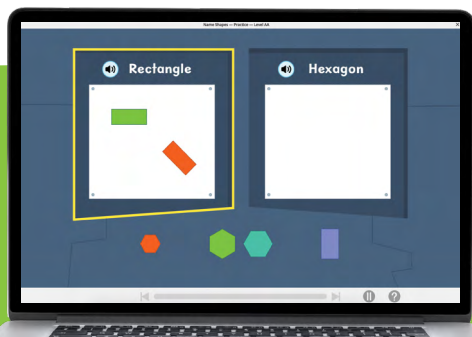 Name Shapes — Practice — Level AA
Rectangle
Hexagon
?